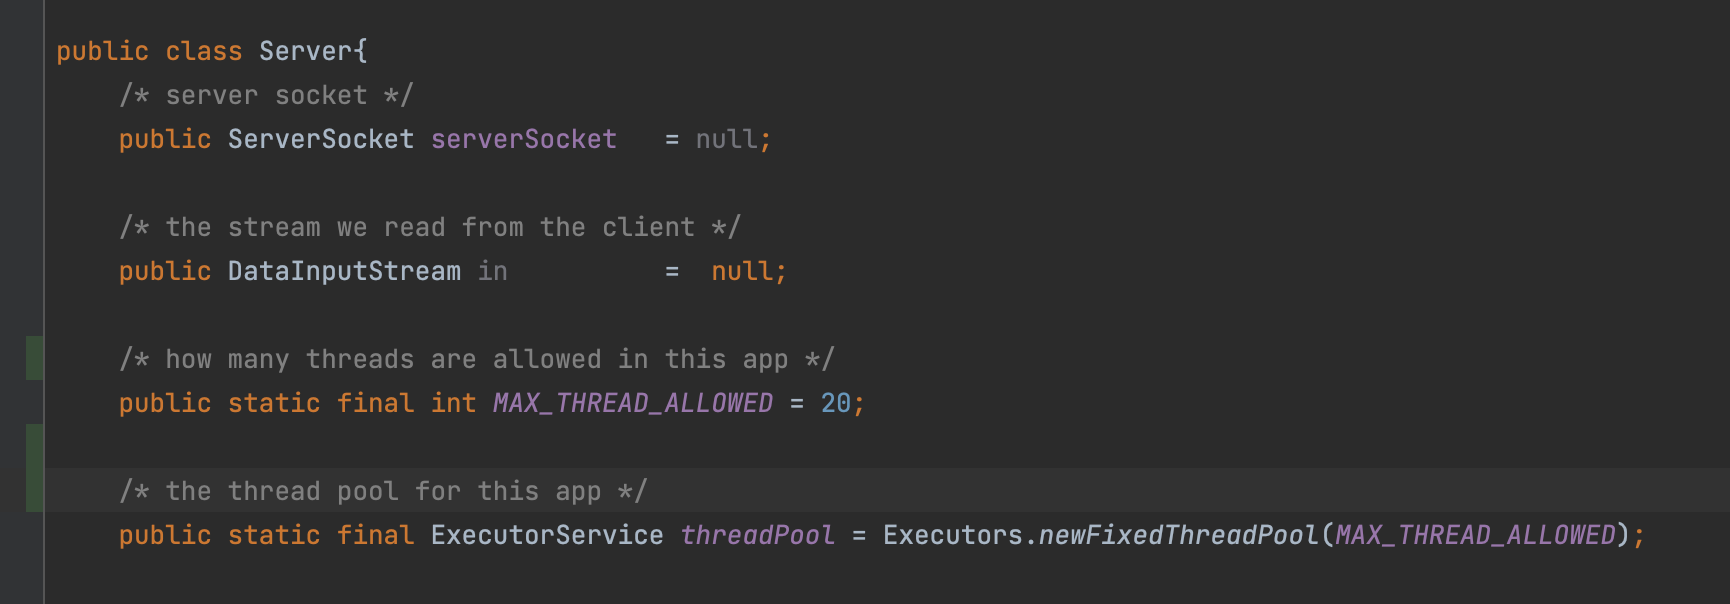 public class Server{
    /* server socket */
    public ServerSocket serverSocket   = null;
    /* the stream we read from the client */
    public DataInputStream in          =  null;
    /* how many threads are allowed in this app */
    public static final int MAX_THREAD_ALLOWED = 20;
    /* the thread pool for this app */
    public static final ExecutorService threadPool = Executors.newFixedThreadPool(MAX_THREAD_ALLOWED);